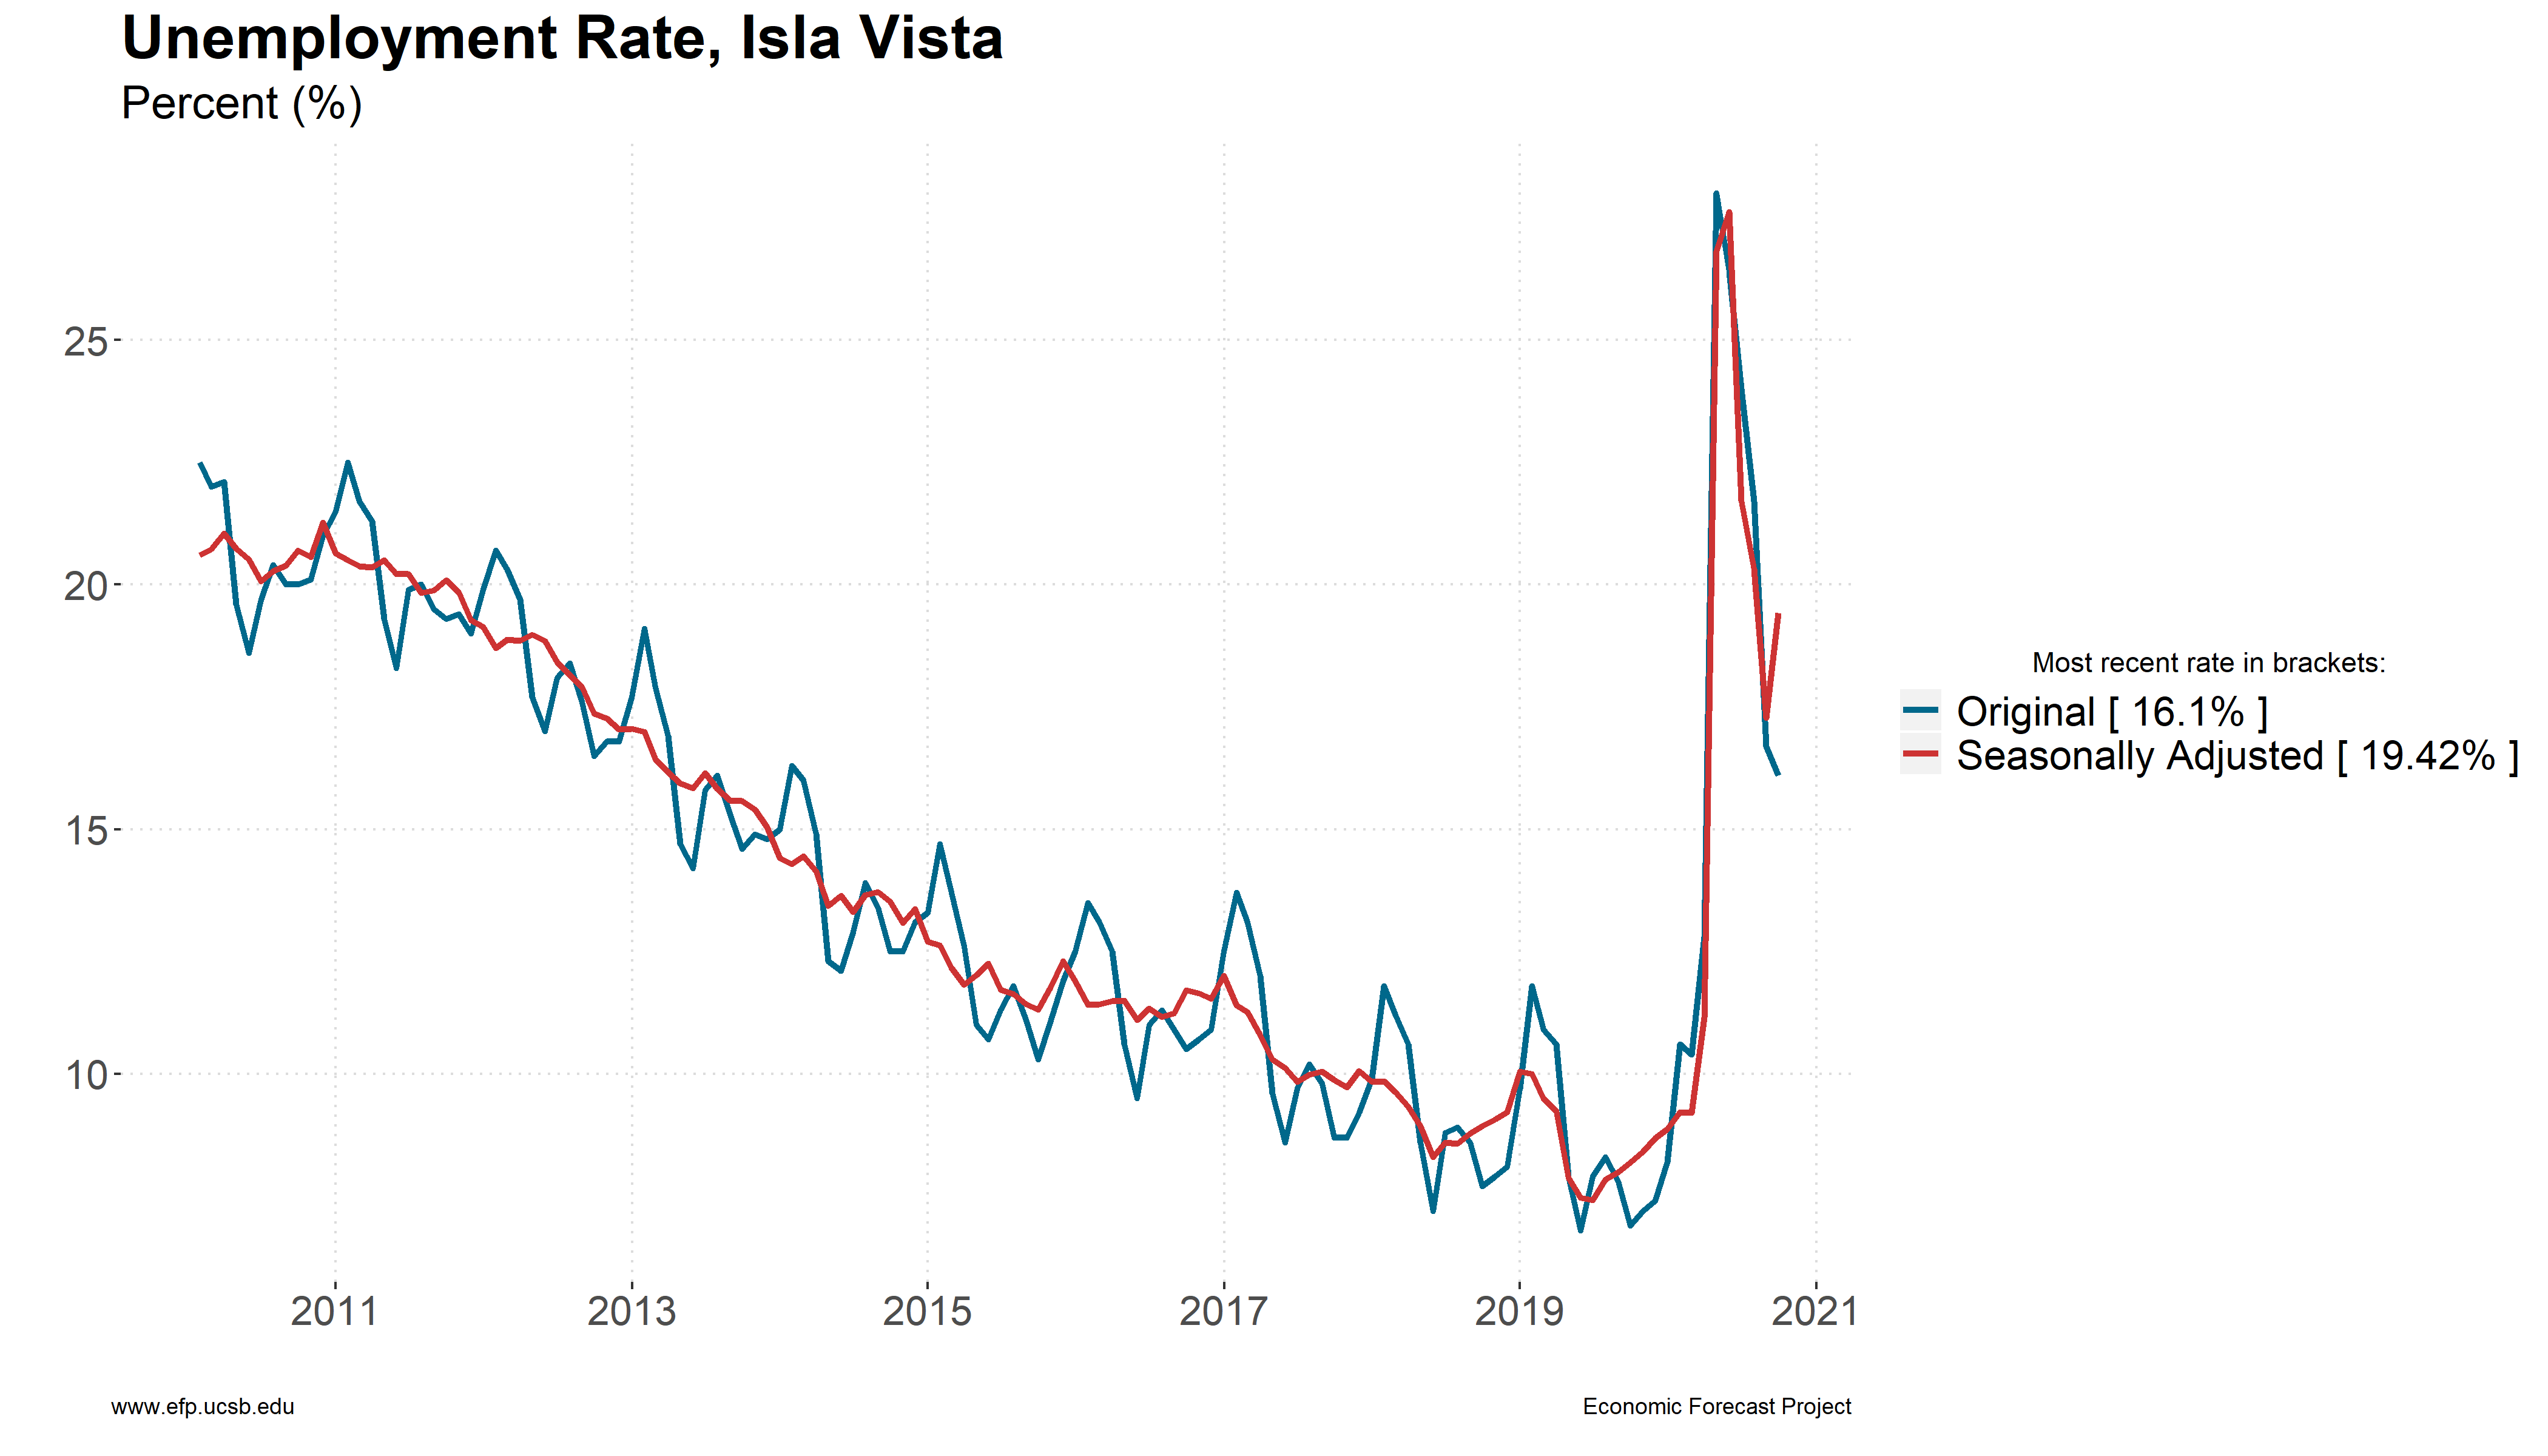 Unemployment Rate, Isla Vista
Percent (%)
25
20
15
10
2011 2013 2015 2017 2019 2021
Most recent rate in brackets:
Original [ 16.1% ]
Seasonally Adjusted [ 19.42% ]
www.efp.ucsb.edu
Economic Forecast Project